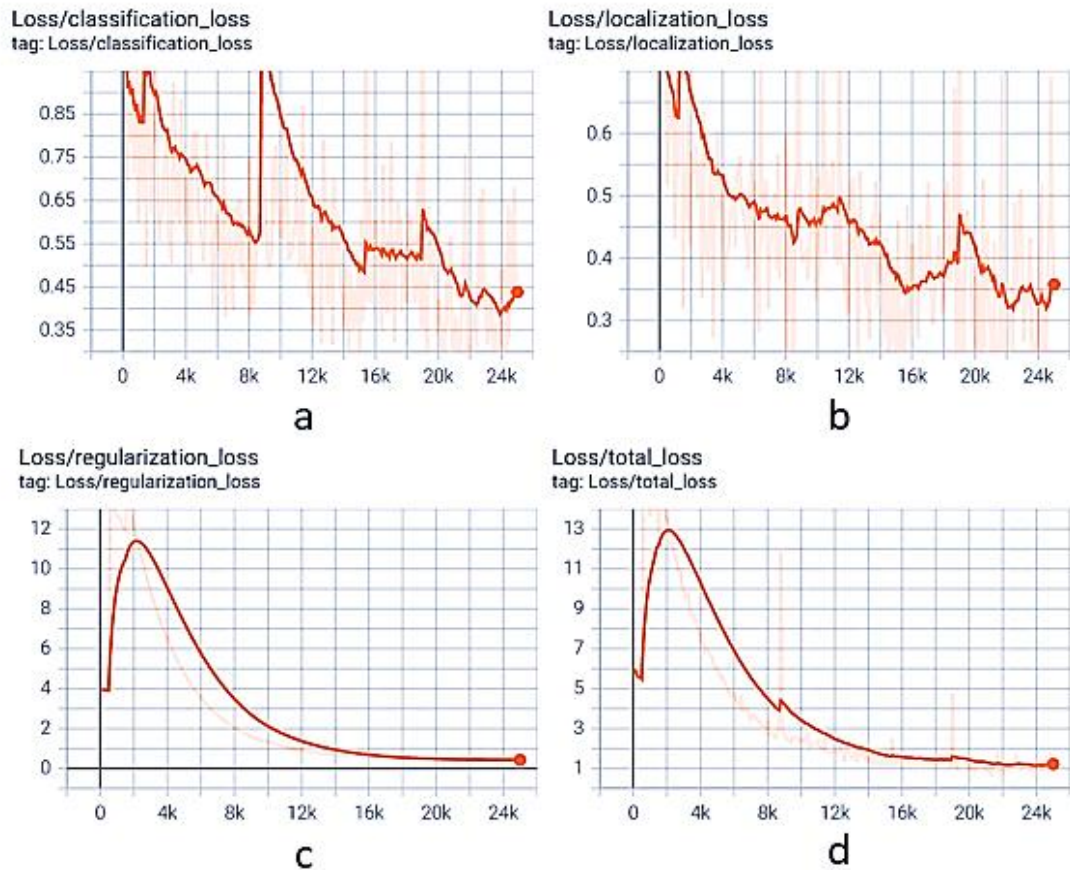 Loss/classification_loss
tag: Loss/classification_loss
0.85
0.75
0.65
0.55
0.45
0.35
0 4k 8k 12k 16k 20k 24k
a
Loss/localization_loss
tag: Loss/localization_loss
0.6
0.5
0.4
0.3
0 4k 8k 12k 16k 20k 24k
b
Loss/regularization_loss
tag: Loss/regularization_loss
12
10
8
6
4
2
0
0 4k 8k 12k 16k 20k 24k
c
Loss/total_loss
tag: Loss/total_loss
13
11
9
7
5
3
1
0 4k 8k 12k 16k 20k 24k
d